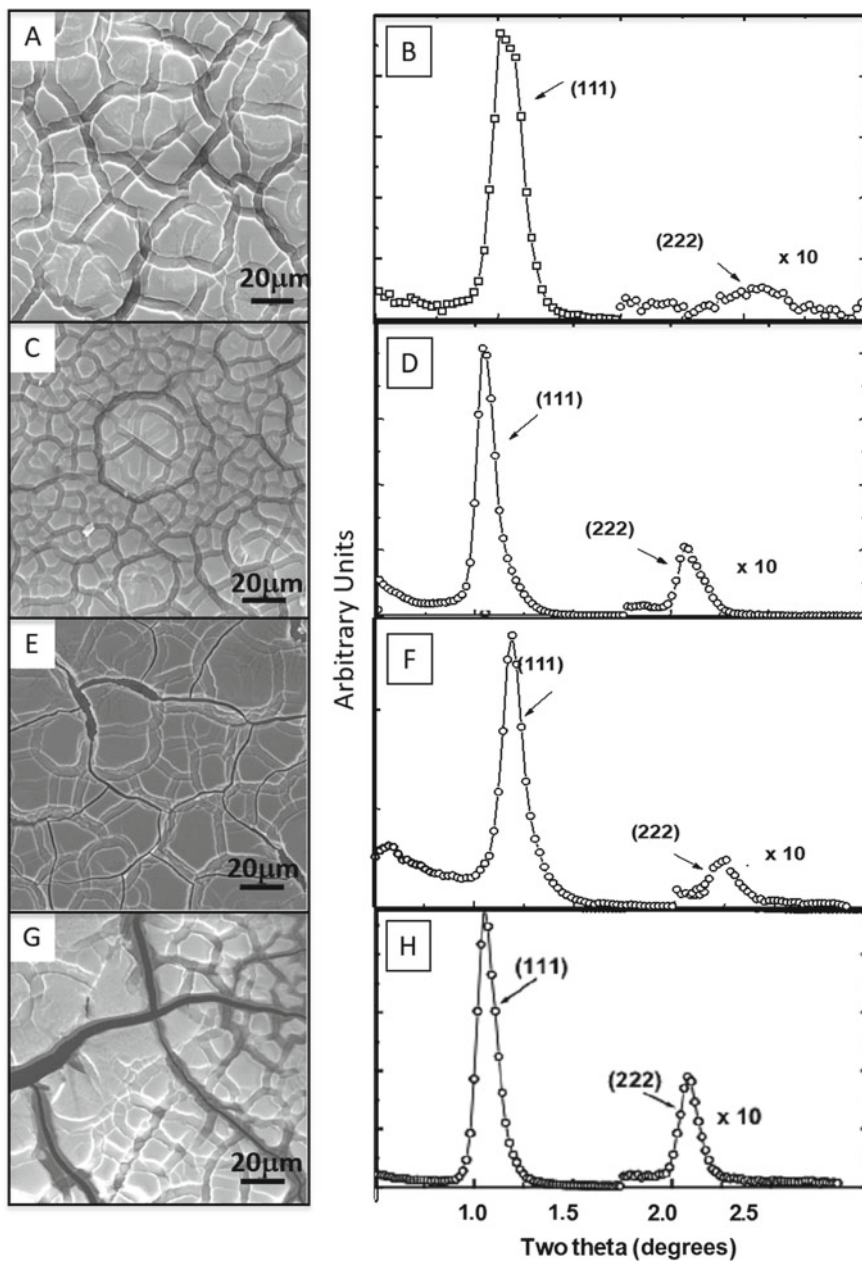 A
20μm
B
(111)
(222)
x 10
C
20μm
D
(111)
(222)
x 10
E
20μm
F
(111)
(222)
x 10
G
20μm
H
(111)
(222)
x 10
Arbitrary Units
1.0
1.5
2.0
2.5
Two theta (degrees)